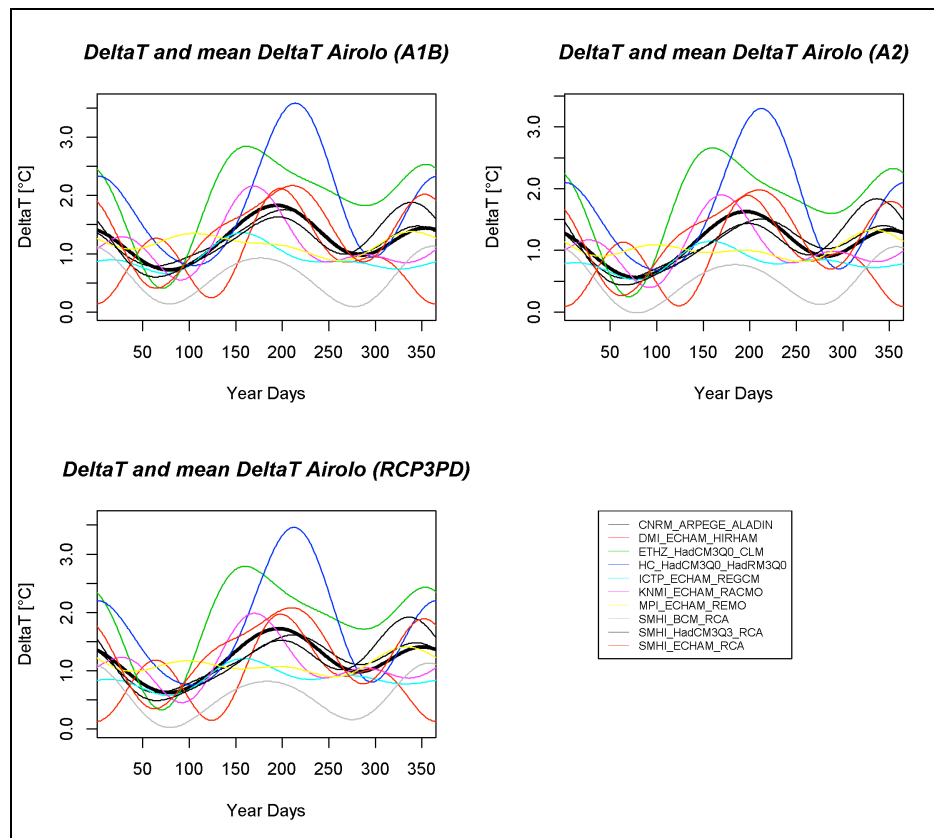 DeltaT and mean DeltaT Airolo (A1B)
DeltaT [°C]
0.0 1.0 2.0 3.0
50 100 150 200 250 300 350
Year Days
DeltaT and mean DeltaT Airolo (A2)
DeltaT [°C]
0.0 1.0 2.0 3.0
50 100 150 200 250 300 350
Year Days
DeltaT and mean DeltaT Airolo (RCP3PD)
DeltaT [°C]
0.0 1.0 2.0 3.0
50 100 150 200 250 300 350
Year Days
CNRM_ARPEGE_ALADIN
DMI_ECHAM_HIRHAM
ETHZ_HadCM3Q0_CLM
HC_HadCM3Q0_HadRM3Q0
ICTP_ECHAM_REGCM
KNMI_ECHAM_RACMO
MPI_ECHAM_REMO
SMHI_BCM_RCA
SMHI_HadCM3Q3_RCA
SMHI_ECHAM_RCA